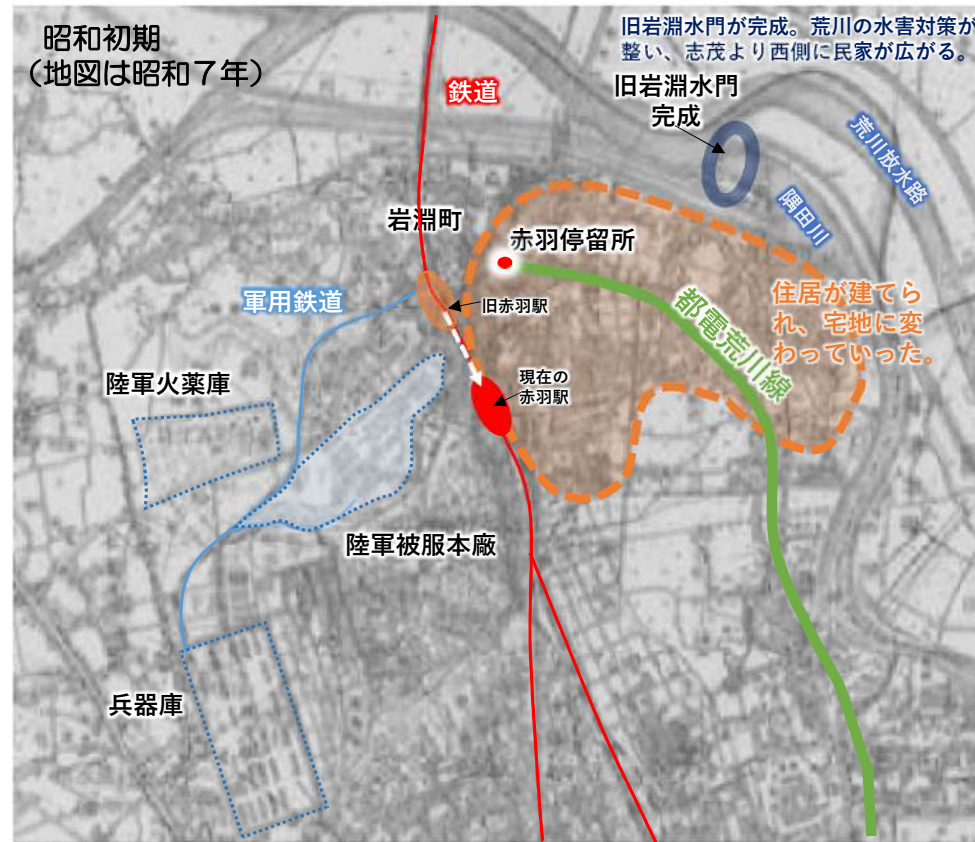 昭和初期
（地図は昭和７年）
旧岩淵水門が完成。荒川の水害対策が
整い、志茂より西側に民家が広がる。
鉄道
旧岩淵水門
完成
荒川放水路
隅田川
岩淵町
赤羽停留所
軍用鉄道
旧赤羽駅
都電荒川線
住居が建てら
れ、宅地に変
わっていった。
陸軍火薬庫
現在の
赤羽駅
陸軍被服本廠
兵器庫